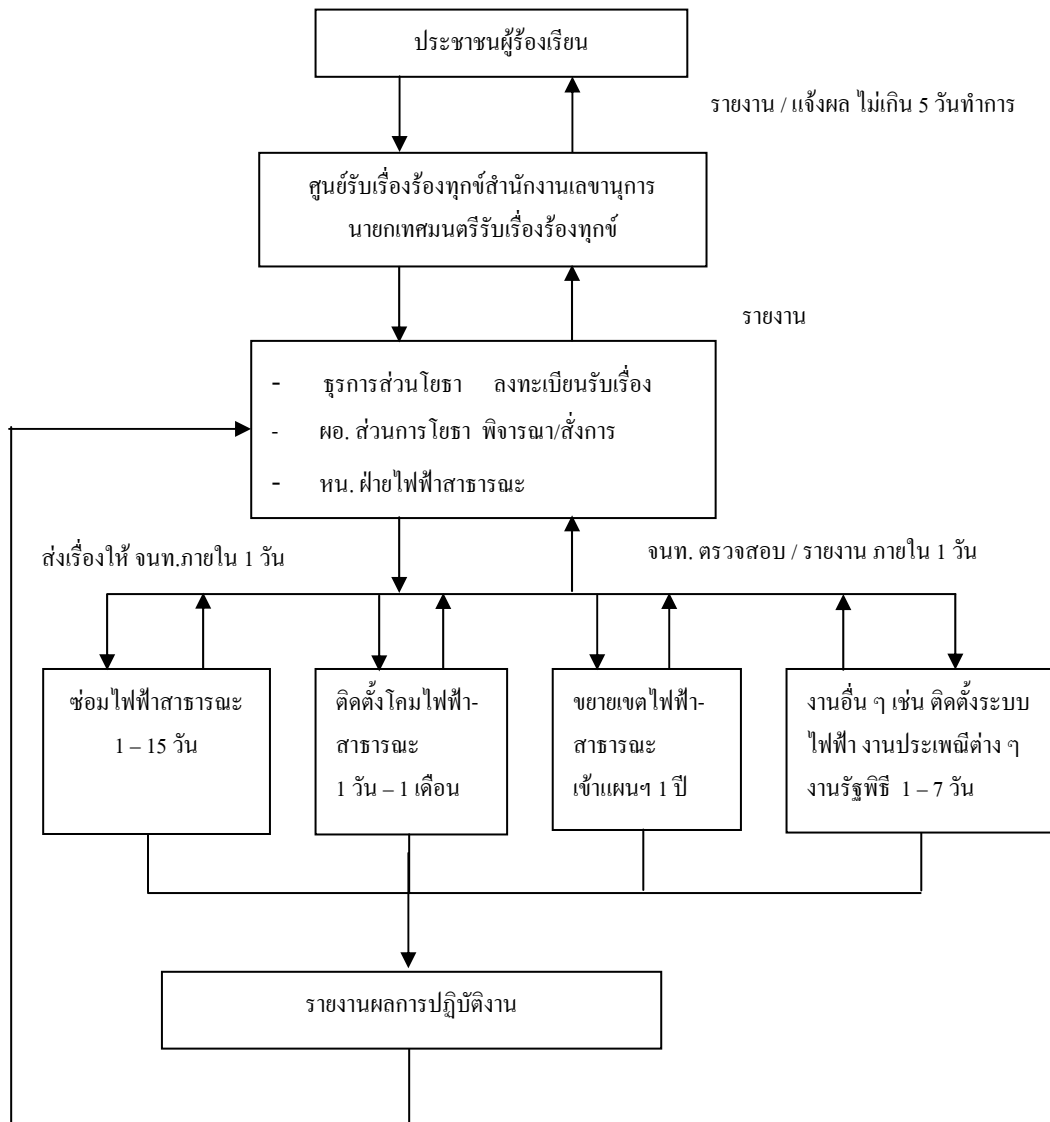 ประชาชนผู้ร้องเรียน
รายงาน / แจ้งผล ไม่เกิน 5 วันทำการ
ศูนย์รับเรื่องร้องทุกข์สำนักงานเลขานุการ
นายกเทศมนตรีรับเรื่องร้องทุกข์
รายงาน
- ธุรการส่วนโยธา ลงทะเบียนรับเรื่อง
- ผอ. ส่วนการโยธา พิจารณา/สั่งการ
- หน. ฝ่ายไฟฟ้าสาธารณะ
ส่งเรื่องให้ จนท.ภายใน 1 วัน
จนท. ตรวจสอบ / รายงาน ภายใน 1 วัน
ซ่อมไฟฟ้าสาธารณะ
1 – 15 วัน
ติดตั้งโคมไฟฟ้า-
สาธารณะ
1 วัน – 1 เดือน
ขยายเขตไฟฟ้า-
สาธารณะ
เข้าแผนฯ 1 ปี
งานอื่น ๆ เช่น ติดตั้งระบบ
ไฟฟ้า งานประเพณีต่าง ๆ
งานรัฐพิธี 1 – 7 วัน
รายงานผลการปฏิบัติงาน